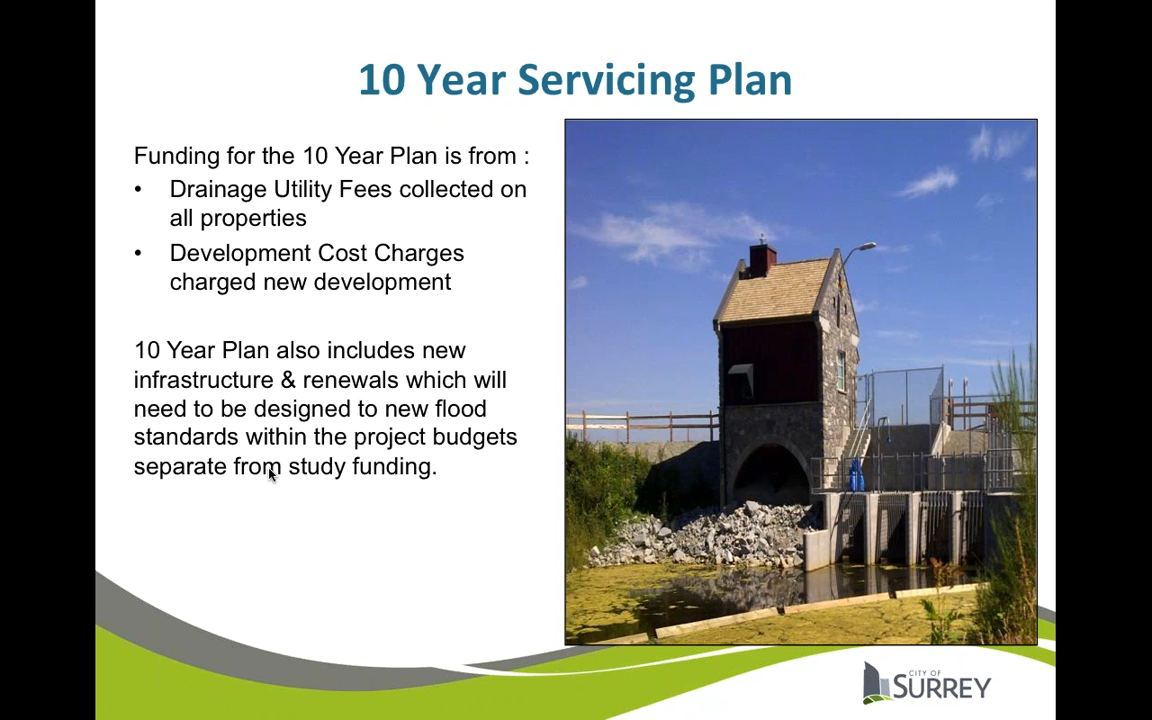 10 Year Servicing Plan
Funding for the 10 Year Plan is from :
• Drainage Utility Fees collected on
all properties
• Development Cost Charges
charged new development
10 Year Plan also includes new
infrastructure & renewals which will
need to be designed to new flood
standards within the project budgets
separate from study funding.
CITY OF
SURREY